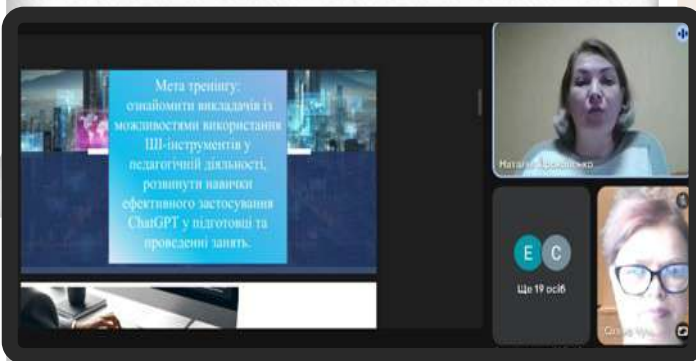 Мета тренінгу:
ознайомити викладачів із
можливостями використання
ШІ-інструментів у
педагогічній діяльності,
розвинути навички
ефективного застосування
ChatGPT у підготовці та
проведенні занять.
Наталія
Е С
Ще 19 осіб